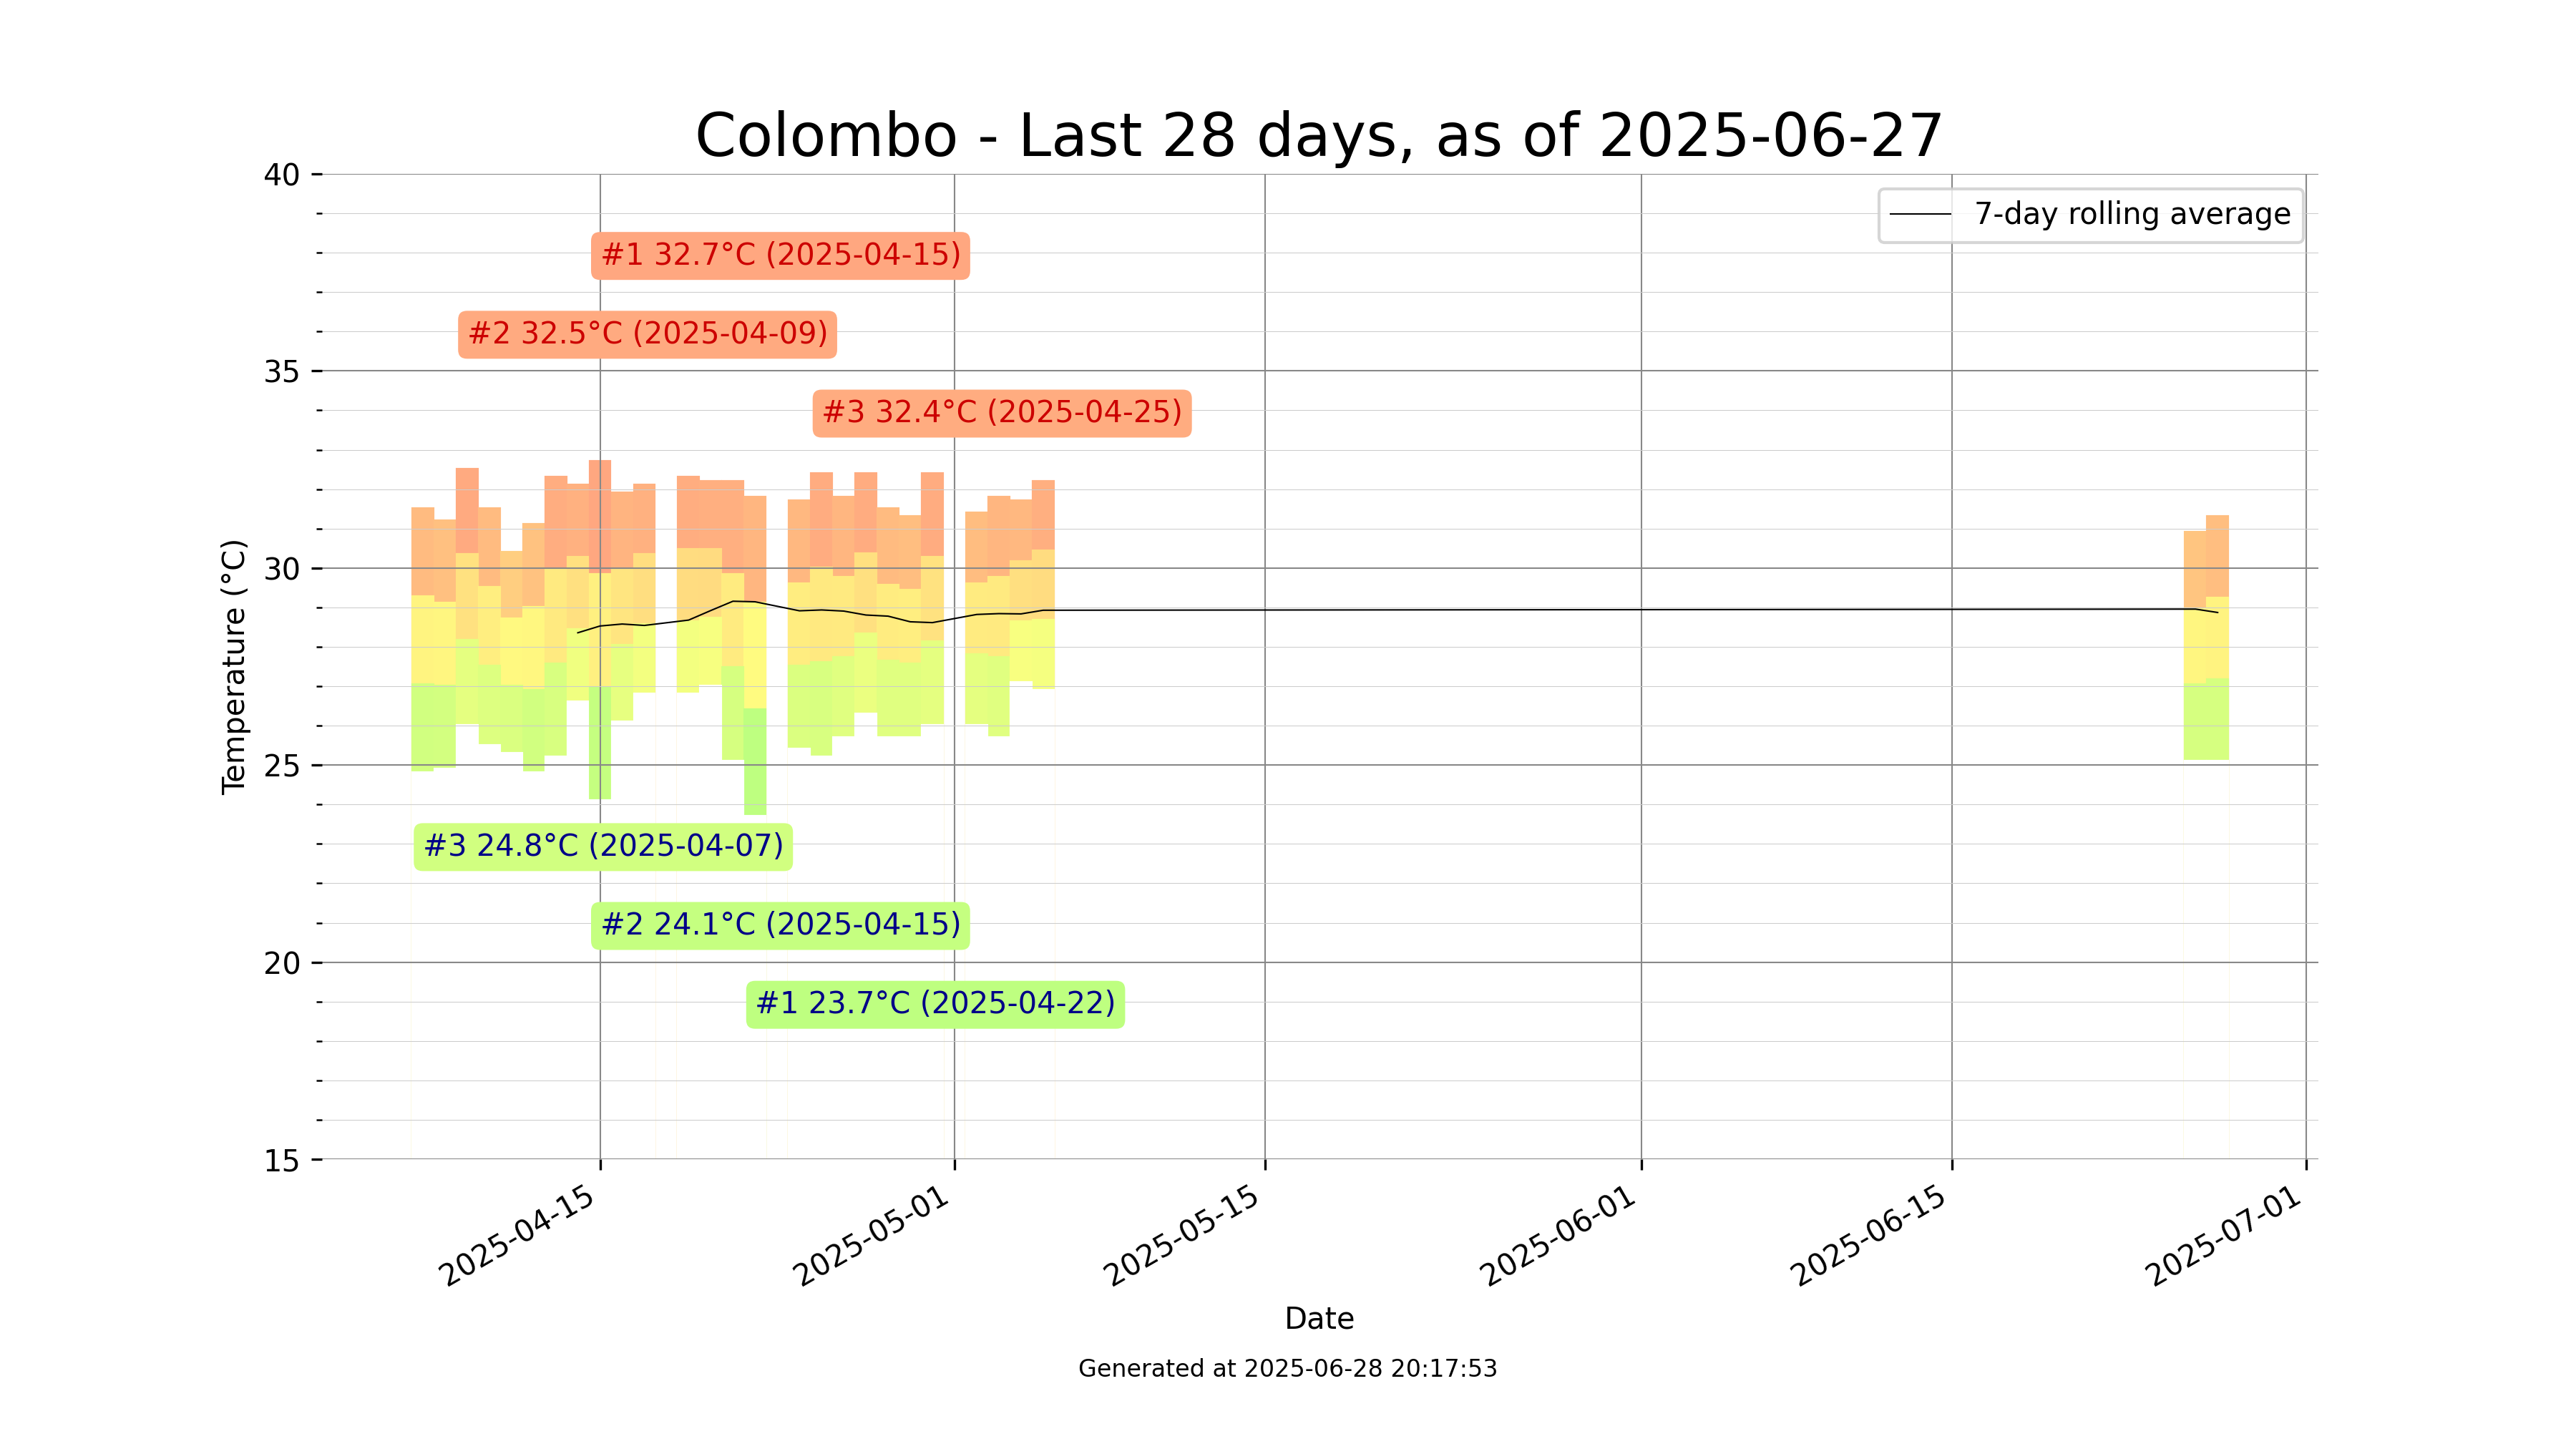 Colombo - Last 28 days, as of 2025-06-27
7-day rolling average
#1 32.7°C (2025-04-15)
#2 32.5°C (2025-04-09)
#3 32.4°C (2025-04-25)
#3 24.8°C (2025-04-07)
#2 24.1°C (2025-04-15)
#1 23.7°C (2025-04-22)
Temperature (°C)
40
35
30
25
20
15
2025-04-15
2025-05-01
2025-05-15
2025-06-01
2025-06-15
2025-07-01
Date
Generated at 2025-06-28 20:17:53